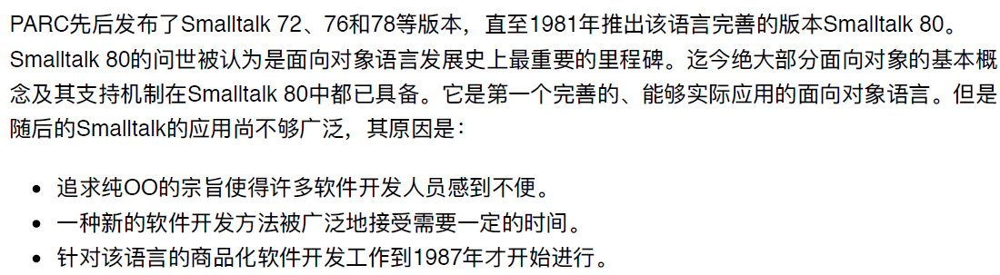 PARC先后发布了Smalltalk 72、76和78等版本，直至1981年推出该语言完善的版本Smalltalk 80。
Smalltalk 80的问世被认为是面向对象语言发展史上最重要的里程碑。迄今绝大部分面向对象的基本概
念及其支持机制在Smalltalk 80中都已具备。它是第一个完善的、能够实际应用的面向对象语言。但是
随后的Smalltalk的应用尚不够广泛，其原因是：
• 追求纯OO的宗旨使得许多软件开发人员感到不便。
• 一种新的软件开发方法被广泛地接受需要一定的时间。
• 针对该语言的商品化软件开发工作到1987年才开始进行。